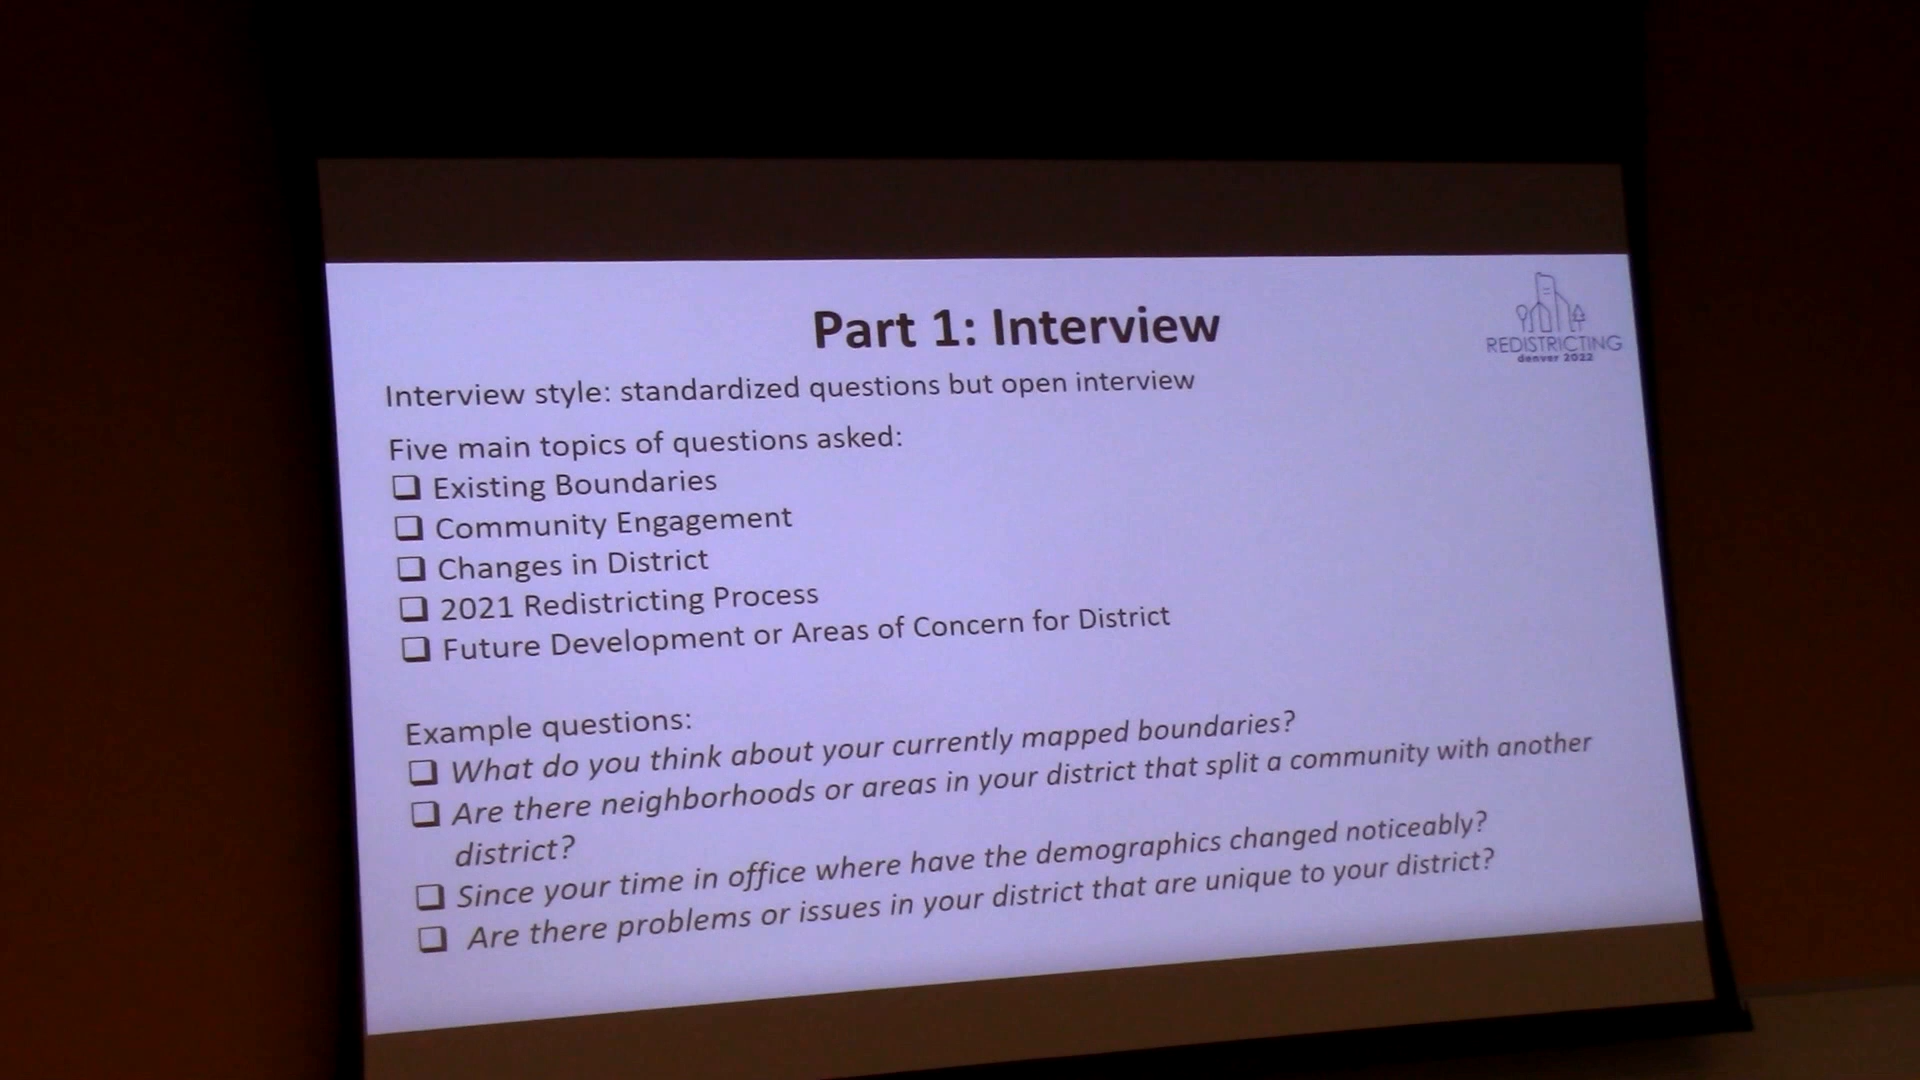 Part 1: Interview
REDISTRICTING
denver 2022
Interview style: standardized questions but open interview
Five main topics of questions asked:
Existing Boundaries
Community Engagement
Changes in District
2021 Redistricting Process
Future Development or Areas of Concern for District
Example questions:
What do you think about your currently mapped boundaries?
Are there neighborhoods or areas in your district that split a community with another
district?
Since your time in office where have the demographics changed noticeably?
Are there problems or issues in your district that are unique to your district?